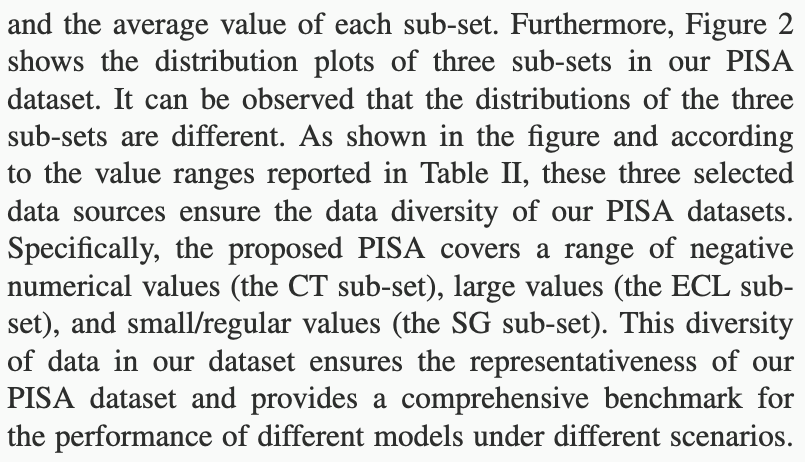 and the average value of each sub-set. Furthermore, Figure 2
shows the distribution plots of three sub-sets in our PISA
dataset. It can be observed that the distributions of the three
sub-sets are different. As shown in the figure and according
to the value ranges reported in Table II, these three selected
data sources ensure the data diversity of our PISA datasets.
Specifically, the proposed PISA covers a range of negative
numerical values (the CT sub-set), large values (the ECL sub-
set), and small/regular values (the SG sub-set). This diversity
of data in our dataset ensures the representativeness of our
PISA dataset and provides a comprehensive benchmark for
the performance of different models under different scenarios.